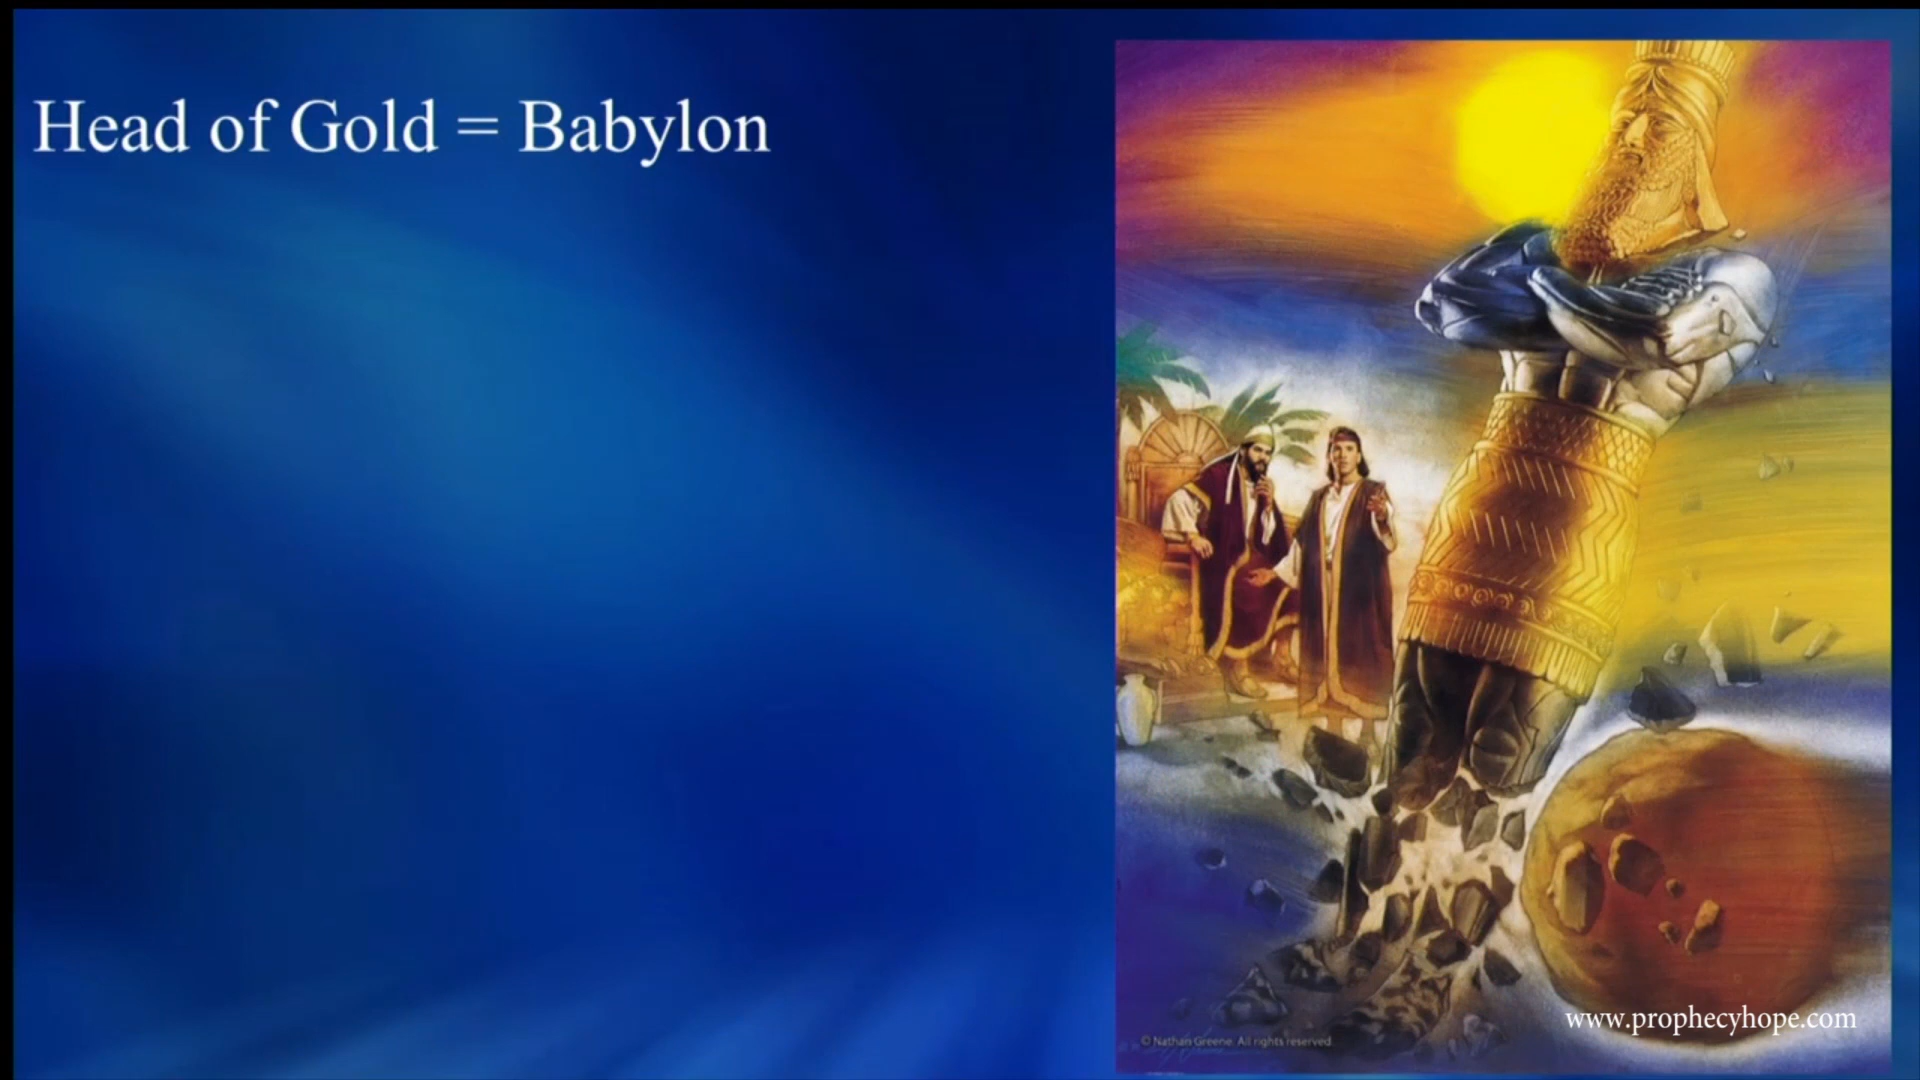 Head of Gold = Babylon
www.prophecyhope.com
© Nathan Greene. All rights reserved.